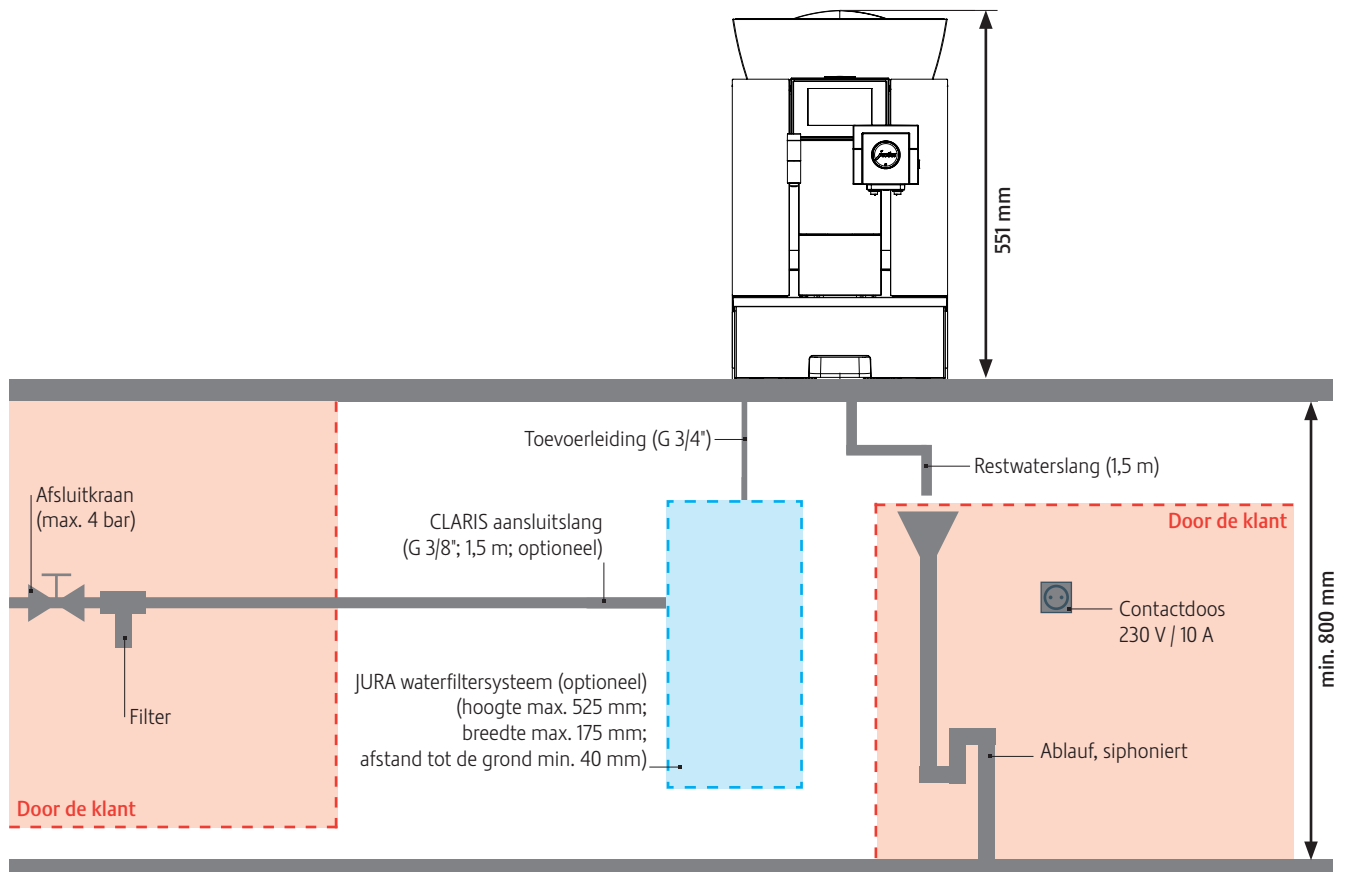 jura
551 mm
Toevoerleiding (G 3/4")
Restwaterslang (1,5 m)
Afsluitkraan
(max. 4 bar)
CLARIS aansluitslang
(G 3/8"; 1,5 m; optioneel)
Door de klant
Contactdoos
230 V / 10 A
min. 800 mm
JURA waterfiltersysteem (optioneel)
(hoogte max. 525 mm;
breedte max. 175 mm;
afstand tot de grond min. 40 mm)
Filter
Ablauf, siphoniert
Door de klant